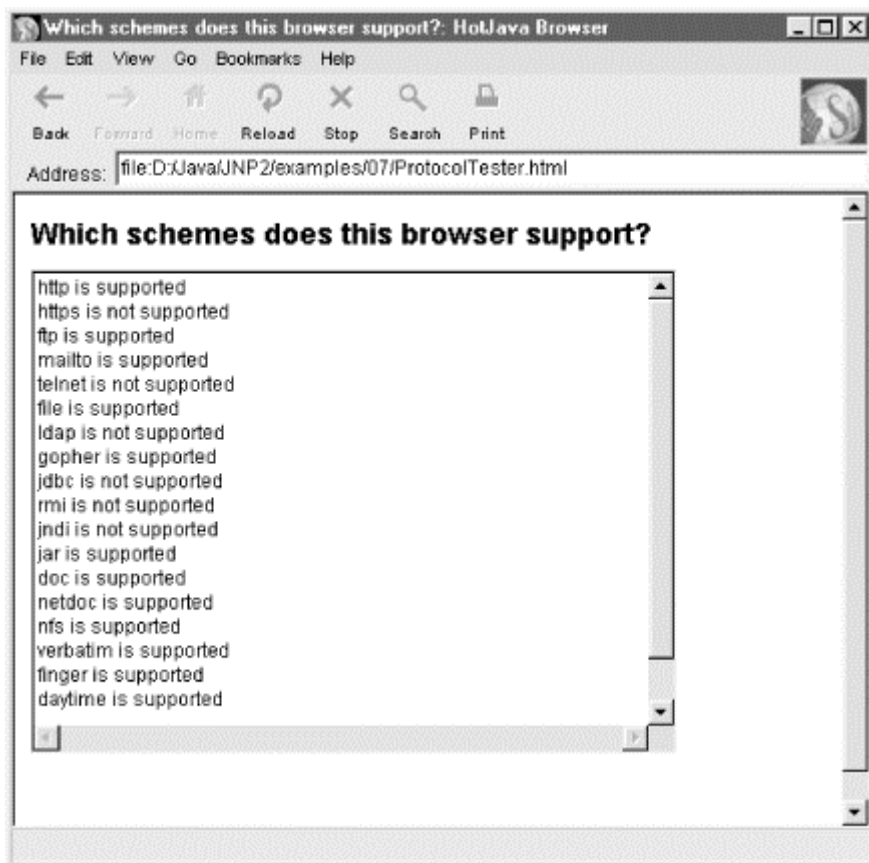 Which schemes does this browser support?: HotJava Browser
File Edit View Go Bookmarks Help
Back Forward Home Reload Stop Search Print
Address: file:D:/Java/JNP2/examples/07/ProtocolTester.html
Which schemes does this browser support?
http is supported
https is not supported
ftp is supported
mailto is supported
telnet is not supported
file is supported
ldap is not supported
gopher is supported
jdbc is not supported
rmi is not supported
jndi is not supported
jar is supported
doc is supported
netdoc is supported
nfs is supported
verbatim is supported
finger is supported
daytime is supported